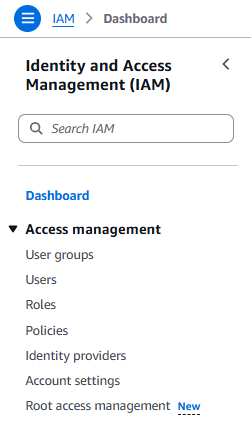 IAM > Dashboard
Identity and Access
Management (IAM)
Search IAM
Dashboard
Access management
User groups
Users
Roles
Policies
Identity providers
Account settings
Root access management New